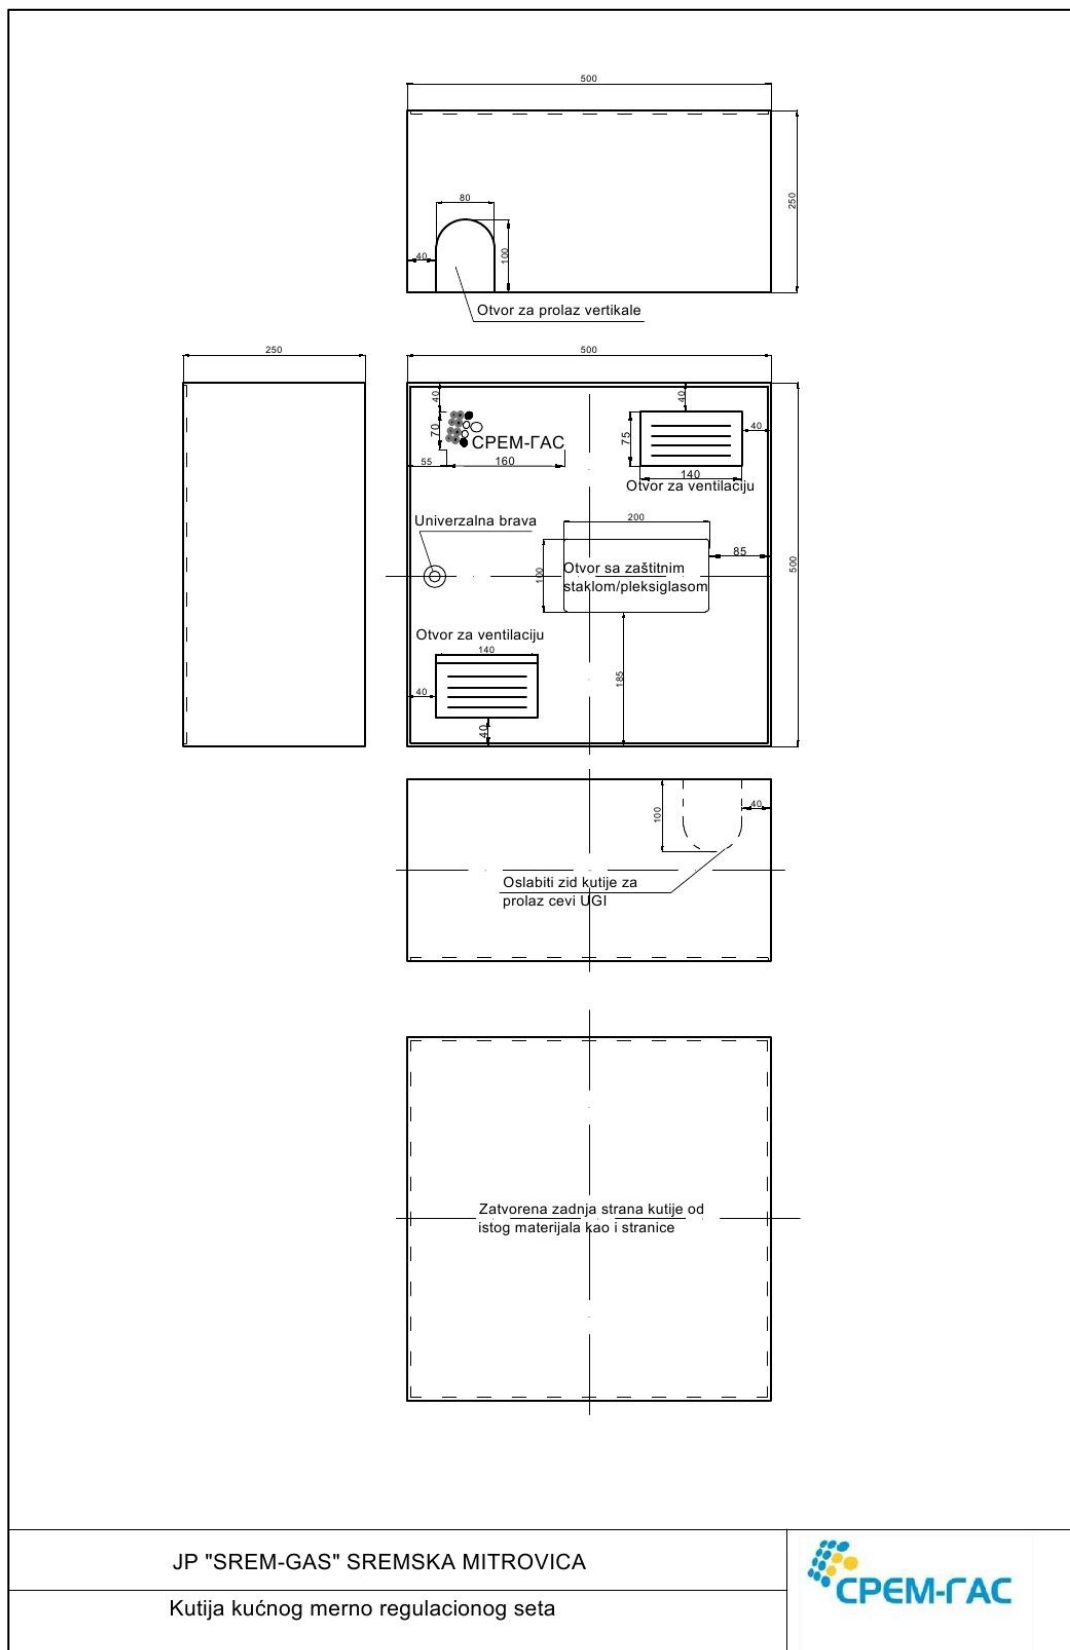 500
250
80
40
100
Otvor za prolaz vertikale
250
500
40
40
70
СРЕМ-ГАС
75
40
55
160
140
Otvor za ventilaciju
Univerzalna brava
200
85
100
Otvor sa zaštitnim
staklom/pleksiglasom
500
Otvor za ventilaciju
140
40
185
40
100
40
Oslabiti zid kutije za
prolaz cevi UGI
Zatvorena zadnja strana kutije od
istog materijala kao i stranice
JP "SREM-GAS" SREMSKA MITROVICA
СРЕМ-ГАС
Kutija kućnog merno regulacionog seta